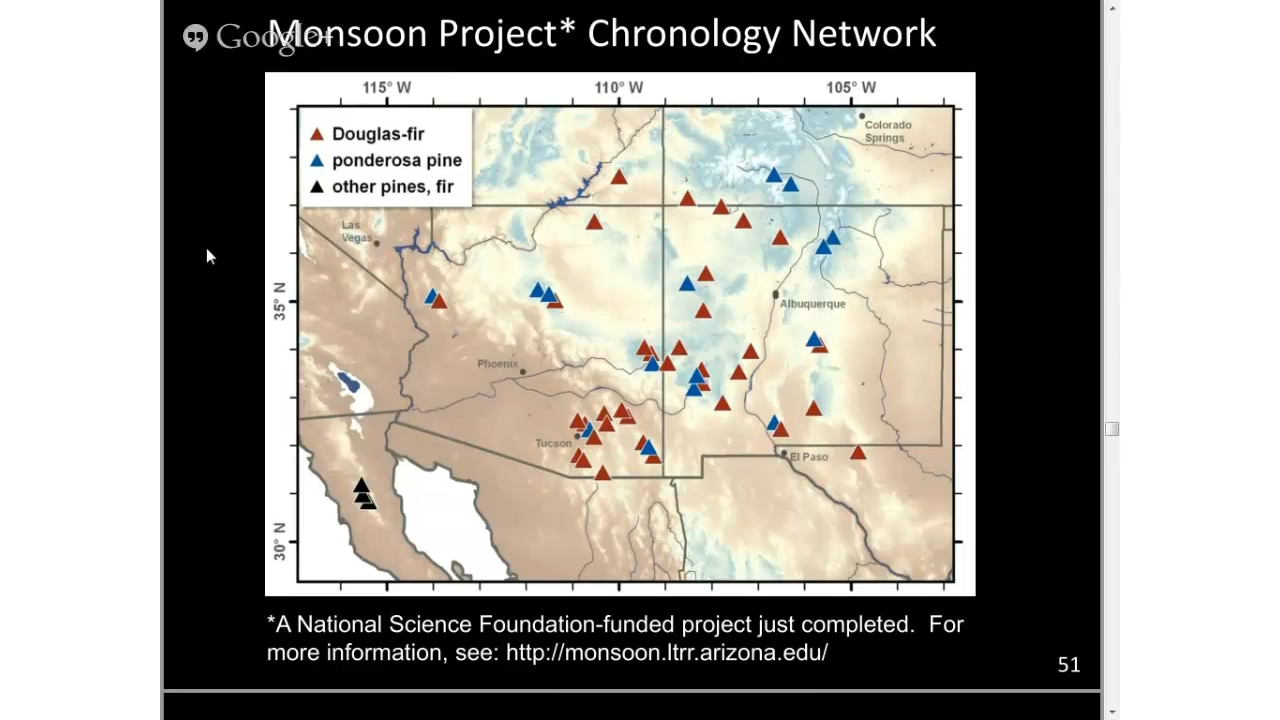 Google+
Monsoon Project* Chronology Network
115° W 110° W 105° W
Douglas-fir
ponderosa pine
other pines, fir
Colorado
Springs
Las
Vegas
35° N
Albuquerque
Phoenix
Tucson
El Paso
30° N
*A National Science Foundation-funded project just completed. For
more information, see: http://monsoon.ltrr.arizona.edu/
51